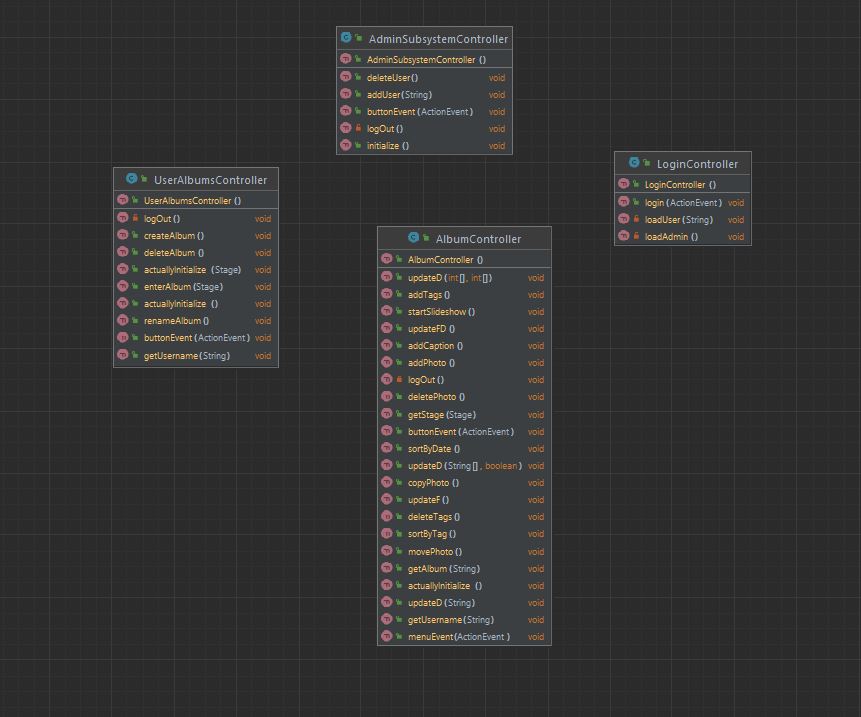 AdminSubsystemController
AdminSubsystemController ()
deleteUser() void
addUser(String) void
buttonEvent (ActionEvent) void
logOut () void
initialize () void
LoginController
LoginController ()
login (ActionEvent) void
loadUser (String) void
loadAdmin () void
UserAlbumsController
UserAlbumsController ()
logOut () void
createAlbum () void
deleteAlbum () void
actuallyInitialize (Stage) void
enterAlbum (Stage) void
actuallyInitialize () void
renameAlbum () void
buttonEvent (ActionEvent) void
getUsername (String) void
AlbumController
AlbumController ()
updateD (int[], int[]) void
addTags () void
startSlideshow () void
updateFD () void
addCaption () void
addPhoto () void
logOut () void
deletePhoto () void
getStage (Stage) void
buttonEvent (ActionEvent) void
sortByDate () void
updateD (String[], boolean) void
copyPhoto () void
updateF () void
deleteTags () void
sortByTag () void
movePhoto () void
getAlbum (String) void
actuallyInitialize () void
updateD (String) void
getUsername (String) void
menuEvent (ActionEvent) void